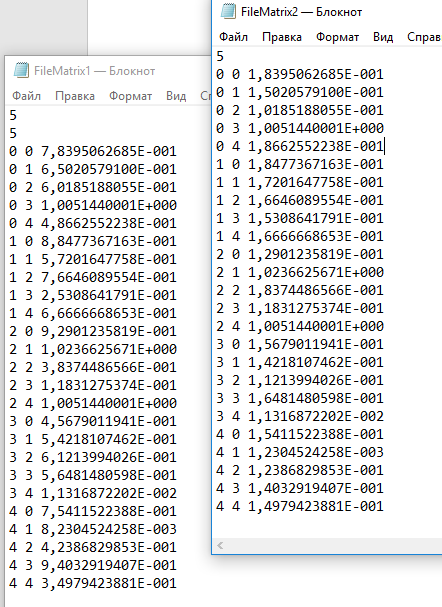 FileMatrix1 — Блокнот
Файл Правка Формат Вид
5
5
0 0 7,8395062685E-001
0 1 6,5020579100E-001
0 2 6,0185188055E-001
0 3 1,0051440001E+000
0 4 4,8662552238E-001
1 0 8,8477367163E-001
1 1 5,7201647758E-001
1 2 7,6646089554E-001
1 3 2,5308641791E-001
1 4 6,6666668653E-001
2 0 9,2901235819E-001
2 1 1,0236625671E+000
2 2 3,8374486566E-001
2 3 1,1831275374E-001
2 4 1,0051440001E+000
3 0 4,5679011941E-001
3 1 5,4218107462E-001
3 2 6,1213994026E-001
3 3 5,6481480598E-001
3 4 1,1316872202E-002
4 0 7,5411522388E-001
4 1 8,2304524258E-003
4 2 4,2386829853E-001
4 3 9,4032919407E-001
4 4 3,4979423881E-001
FileMatrix2 — Блокнот
Файл Правка Формат Вид Справ
5
0 0 1,8395062685E-001
0 1 1,5020579100E-001
0 2 1,0185188055E-001
0 3 1,0051440001E+000
0 4 1,8662552238E-001
1 0 1,8477367163E-001
1 1 1,7201647758E-001
1 2 1,6646089554E-001
1 3 1,5308641791E-001
1 4 1,6666668653E-001
2 0 1,2901235819E-001
2 1 1,0236625671E+000
2 2 1,8374486566E-001
2 3 1,1831275374E-001
2 4 1,0051440001E+000
3 0 1,5679011941E-001
3 1 1,4218107462E-001
3 2 1,1213994026E-001
3 3 1,6481480598E-001
3 4 1,1316872202E-002
4 0 1,5411522388E-001
4 1 1,2304524258E-003
4 2 1,2386829853E-001
4 3 1,4032919407E-001
4 4 1,4979423881E-001